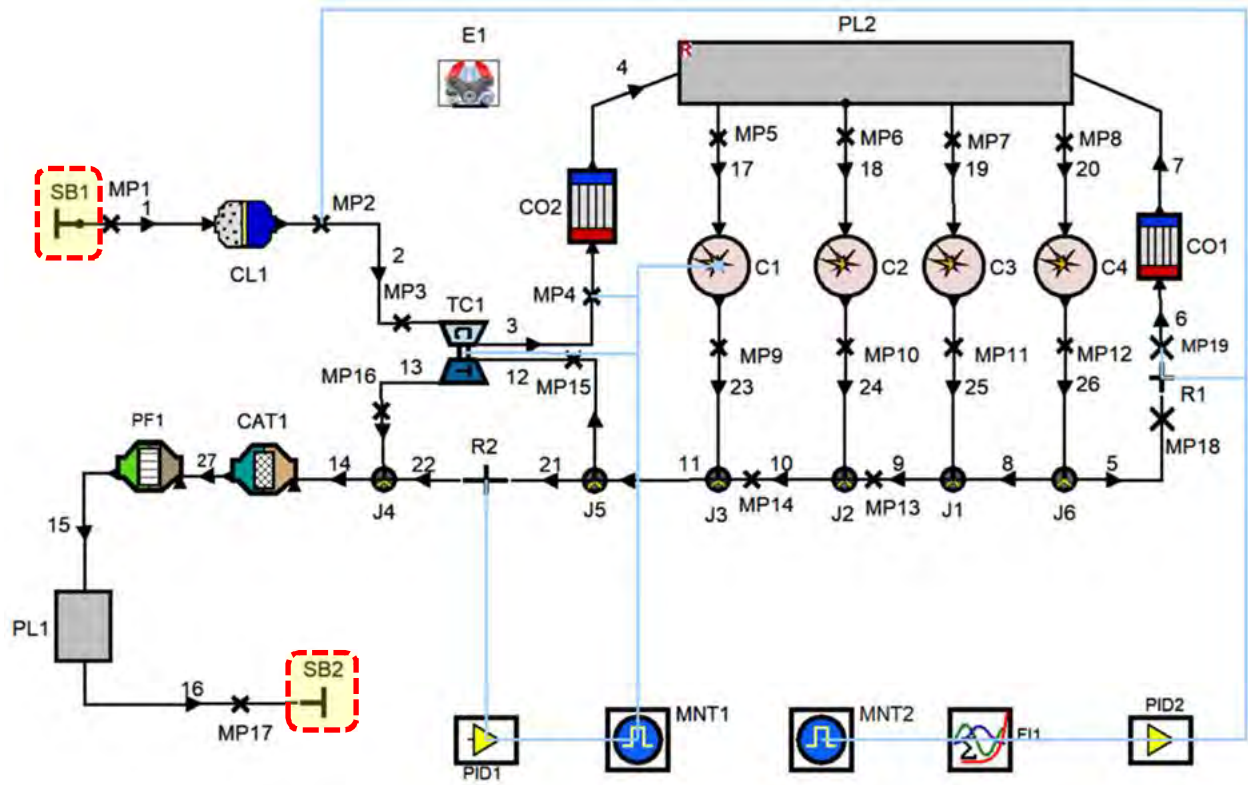 E1
PL2
R
4
MP5
MP6
MP7
MP8
17
18
19
20
7
SB1
MP1
1
MP2
CO2
CL1
2
C1
C2
C3
C4
CO1
MP3
MP4
TC1
C
3
6
MP19
T
13
12
MP15
MP16
MP9
MP10
MP11
MP12
23
24
25
26
R1
MP18
PF1
CAT1
R2
27
14
22
21
11
10
9
8
5
J4
J5
J3
MP14
J2
MP13
J1
J6
15
PL1
16
MP17
SB2
MNT1
MNT2
FI1
PID2
PID1
Σ